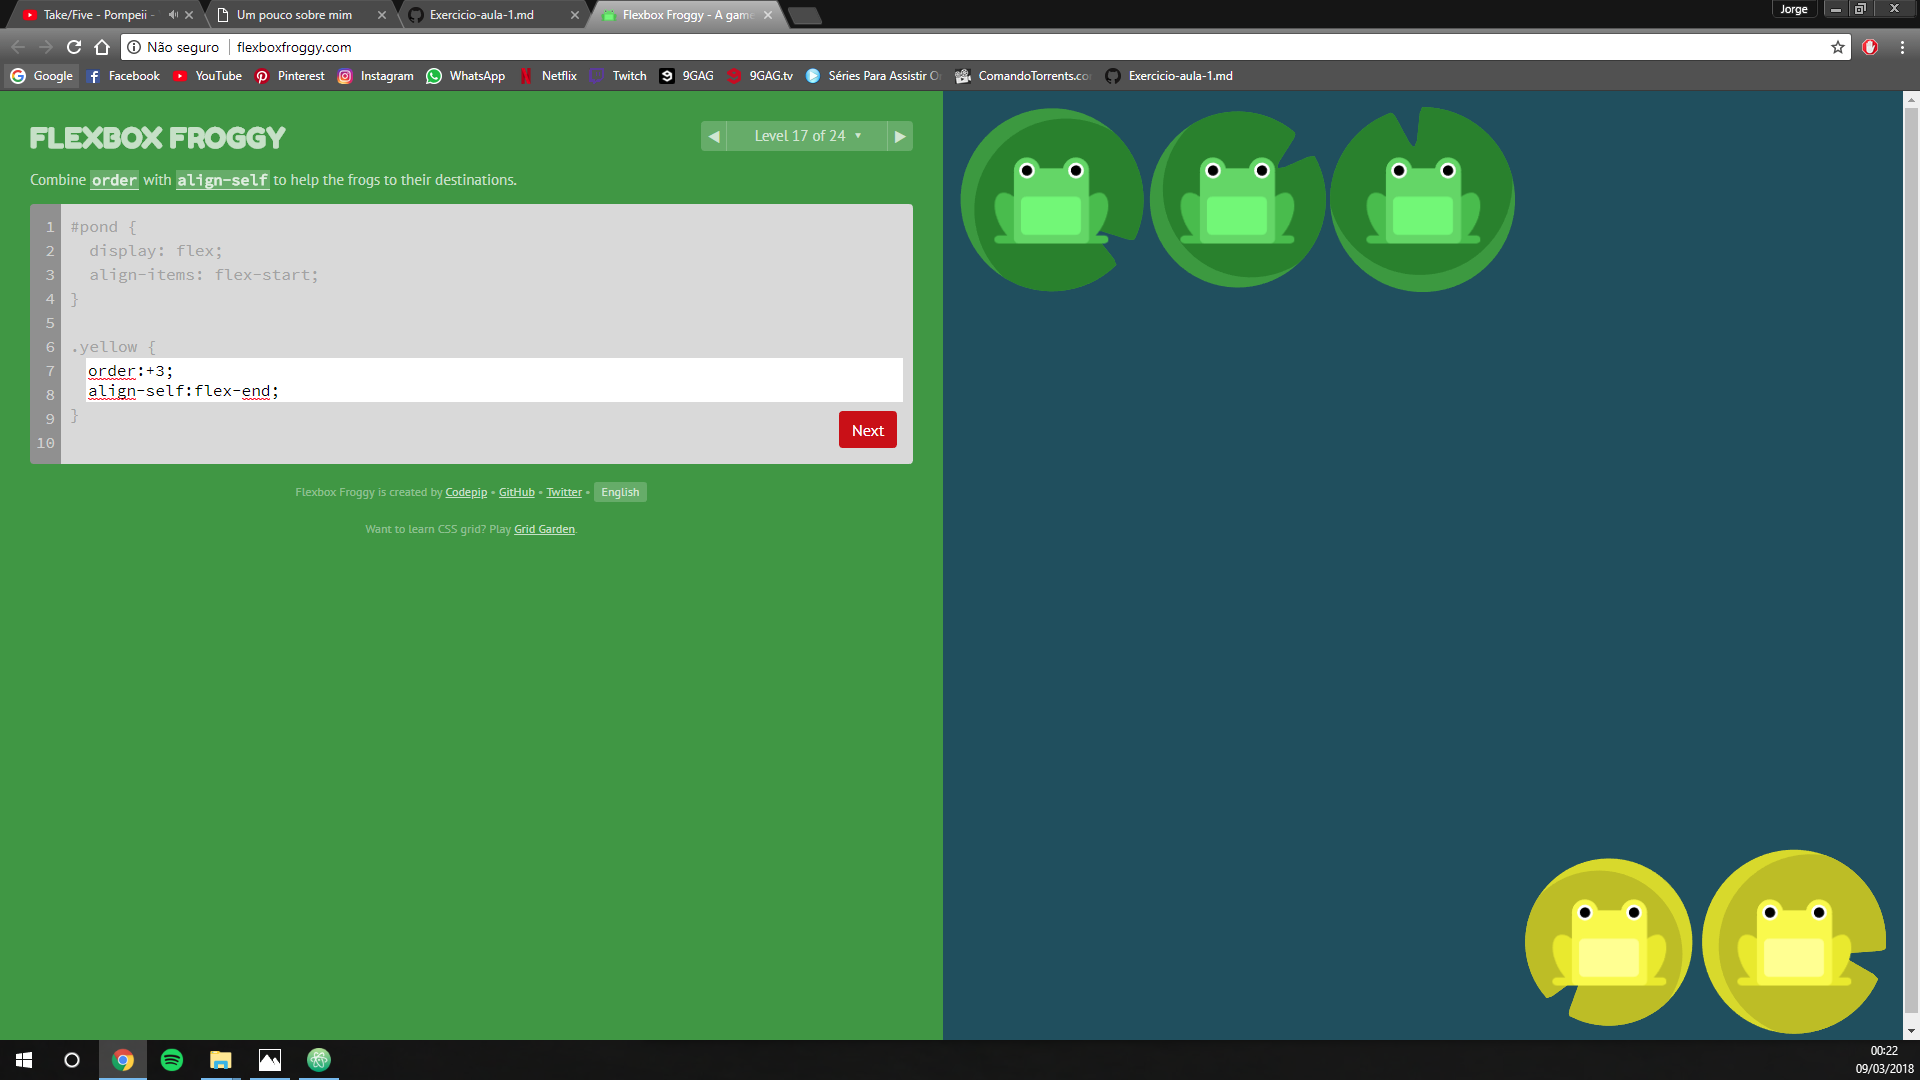 Take/Five - Pompeii -
Um pouco sobre mim
Exercicio-aula-1.md
Flexbox Froggy - A game
Jorge
Não seguro
flexboxfroggy.com
Google
Facebook
YouTube
Pinterest
Instagram
WhatsApp
Netflix
Twitch
9GAG
9GAG.tv
Séries Para Assistir O
ComandoTorrents.co
Exercicio-aula-1.md
FLEXBOX FROGGY
Level 17 of 24
Combine order with align-self to help the frogs to their destinations.
1 #pond {
2 display: flex;
3 align-items: flex-start;
4 }
5
6 .yellow {
7 order:+3;
8 align-self:flex-end;
9 }
10
Next
Flexbox Froggy is created by Codepip • GitHub • Twitter • English
Want to learn CSS grid? Play Grid Garden.
00:22
09/03/2018